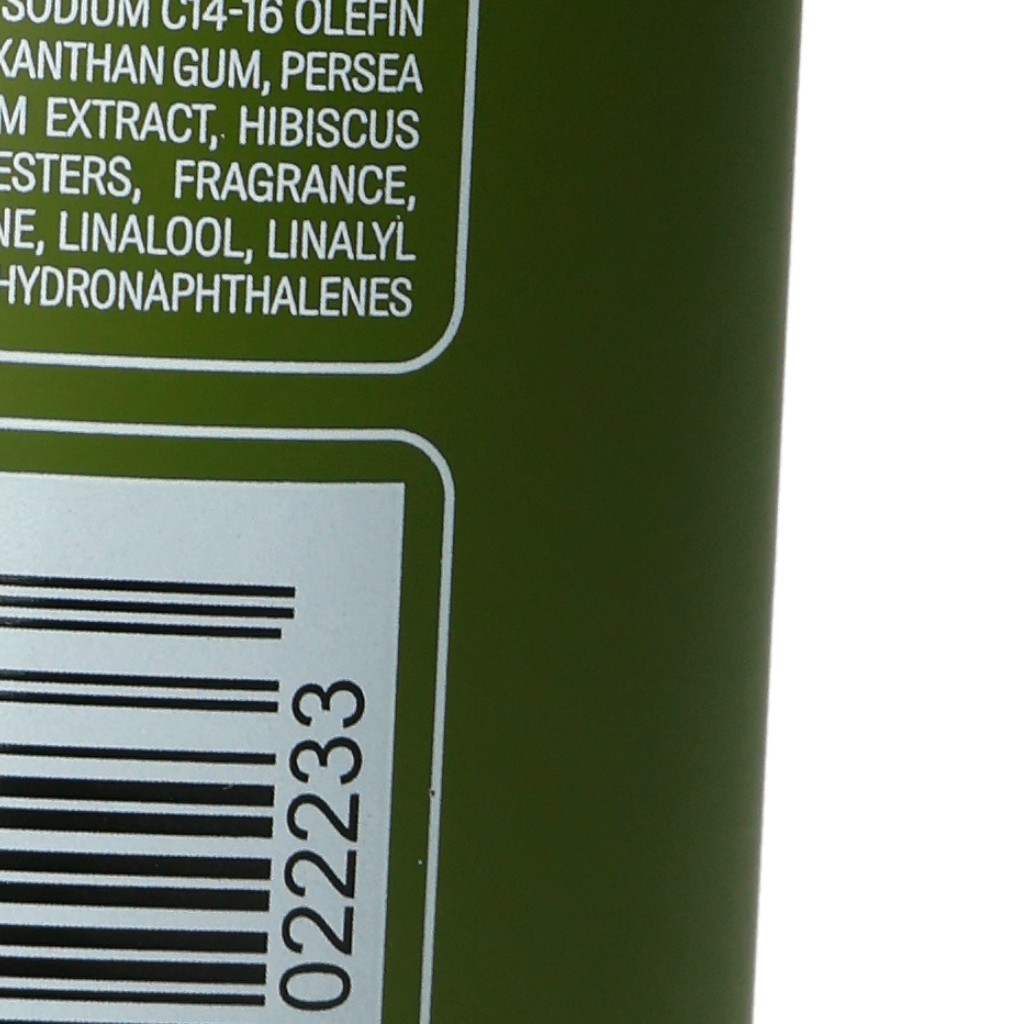 SODIUM C14-16 OLEFIN
XANTHAN GUM, PERSEA
M EXTRACT, HIBISCUS
ESTERS, FRAGRANCE,
NE, LINALOOL, LINALYL
HYDRONAPHTHALENES
022233